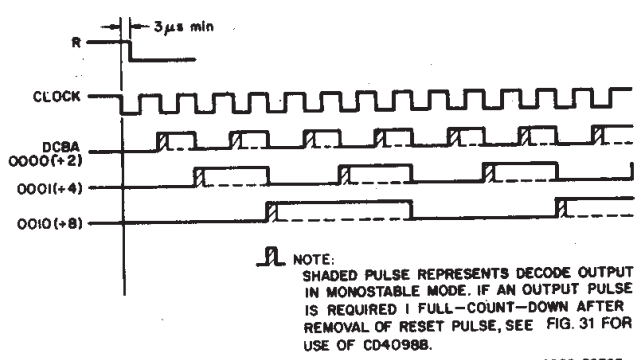 3µs min
R
CLOCK
DCBA
0000(÷2)
0001(÷4)
0010(÷8)
NOTE:
SHADED PULSE REPRESENTS DECODE OUTPUT
IN MONOSTABLE MODE. IF AN OUTPUT PULSE
IS REQUIRED I FULL-COUNT-DOWN AFTER
REMOVAL OF RESET PULSE, SEE FIG. 31 FOR
USE OF CD4098B.